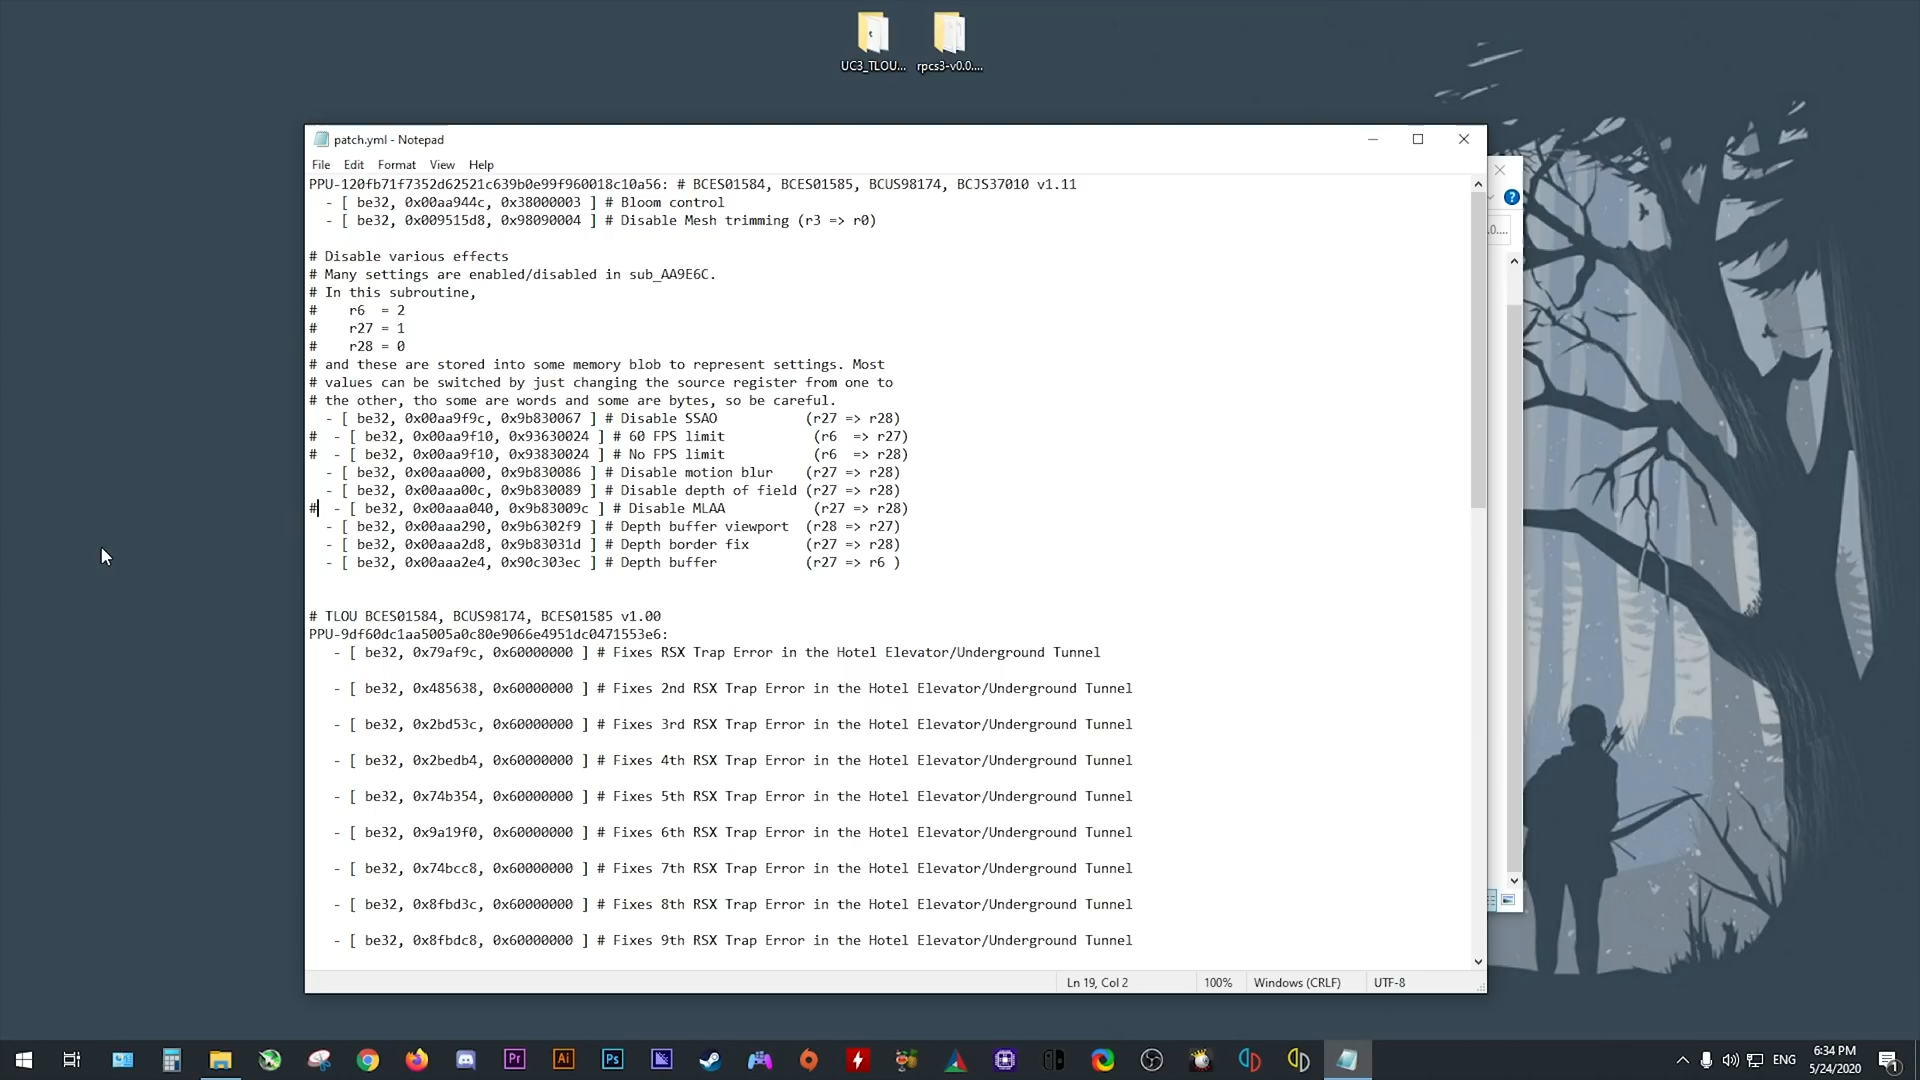 UC3_TLOU...
rpcs3-v0.0....
patch.yml - Notepad
File Edit Format View Help
PPU-120fb71f7352d62521c639b0e99f960018c10a56: # BCES01584, BCES01585, BCUS98174, BCJS37010 v1.11
- [ be32, 0x00aa944c, 0x38000003 ] # Bloom control
- [ be32, 0x009515d8, 0x98090004 ] # Disable Mesh trimming (r3 => r0)
# Disable various effects
# Many settings are enabled/disabled in sub_AA9E6C.
# In this subroutine,
#    r6  = 2
#    r27 = 1
#    r28 = 0
# and these are stored into some memory blob to represent settings. Most
# values can be switched by just changing the source register from one to
# the other, tho some are words and some are bytes, so be careful.
- [ be32, 0x00aa9f9c, 0x9b830067 ] # Disable SSAO           (r27 => r28)
#  - [ be32, 0x00aa9f10, 0x93630024 ] # 60 FPS limit           (r6  => r27)
#  - [ be32, 0x00aa9f10, 0x93830024 ] # No FPS limit           (r6  => r28)
- [ be32, 0x00aaa000, 0x9b830086 ] # Disable motion blur    (r27 => r28)
- [ be32, 0x00aaa00c, 0x9b830089 ] # Disable depth of field (r27 => r28)
#  - [ be32, 0x00aaa040, 0x9b83009c ] # Disable MLAA           (r27 => r28)
- [ be32, 0x00aaa290, 0x9b6302f9 ] # Depth buffer viewport  (r28 => r27)
- [ be32, 0x00aaa2d8, 0x9b83031d ] # Depth border fix       (r27 => r28)
- [ be32, 0x00aaa2e4, 0x90c303ec ] # Depth buffer           (r27 => r6 )
# TLOU BCES01584, BCUS98174, BCES01585 v1.00
PPU-9df60dc1aa5005a0c80e9066e4951dc0471553e6:
- [ be32, 0x79af9c, 0x60000000 ] # Fixes RSX Trap Error in the Hotel Elevator/Underground Tunnel
- [ be32, 0x485638, 0x60000000 ] # Fixes 2nd RSX Trap Error in the Hotel Elevator/Underground Tunnel
- [ be32, 0x2bd53c, 0x60000000 ] # Fixes 3rd RSX Trap Error in the Hotel Elevator/Underground Tunnel
- [ be32, 0x2bedb4, 0x60000000 ] # Fixes 4th RSX Trap Error in the Hotel Elevator/Underground Tunnel
- [ be32, 0x74b354, 0x60000000 ] # Fixes 5th RSX Trap Error in the Hotel Elevator/Underground Tunnel
- [ be32, 0x9a19f0, 0x60000000 ] # Fixes 6th RSX Trap Error in the Hotel Elevator/Underground Tunnel
- [ be32, 0x74bcc8, 0x60000000 ] # Fixes 7th RSX Trap Error in the Hotel Elevator/Underground Tunnel
- [ be32, 0x8fbd3c, 0x60000000 ] # Fixes 8th RSX Trap Error in the Hotel Elevator/Underground Tunnel
- [ be32, 0x8fbdc8, 0x60000000 ] # Fixes 9th RSX Trap Error in the Hotel Elevator/Underground Tunnel
Ln 19, Col 2 100% Windows (CRLF) UTF-8
.0....
Pr Ai Ps
ENG
6:34 PM
5/24/2020
1